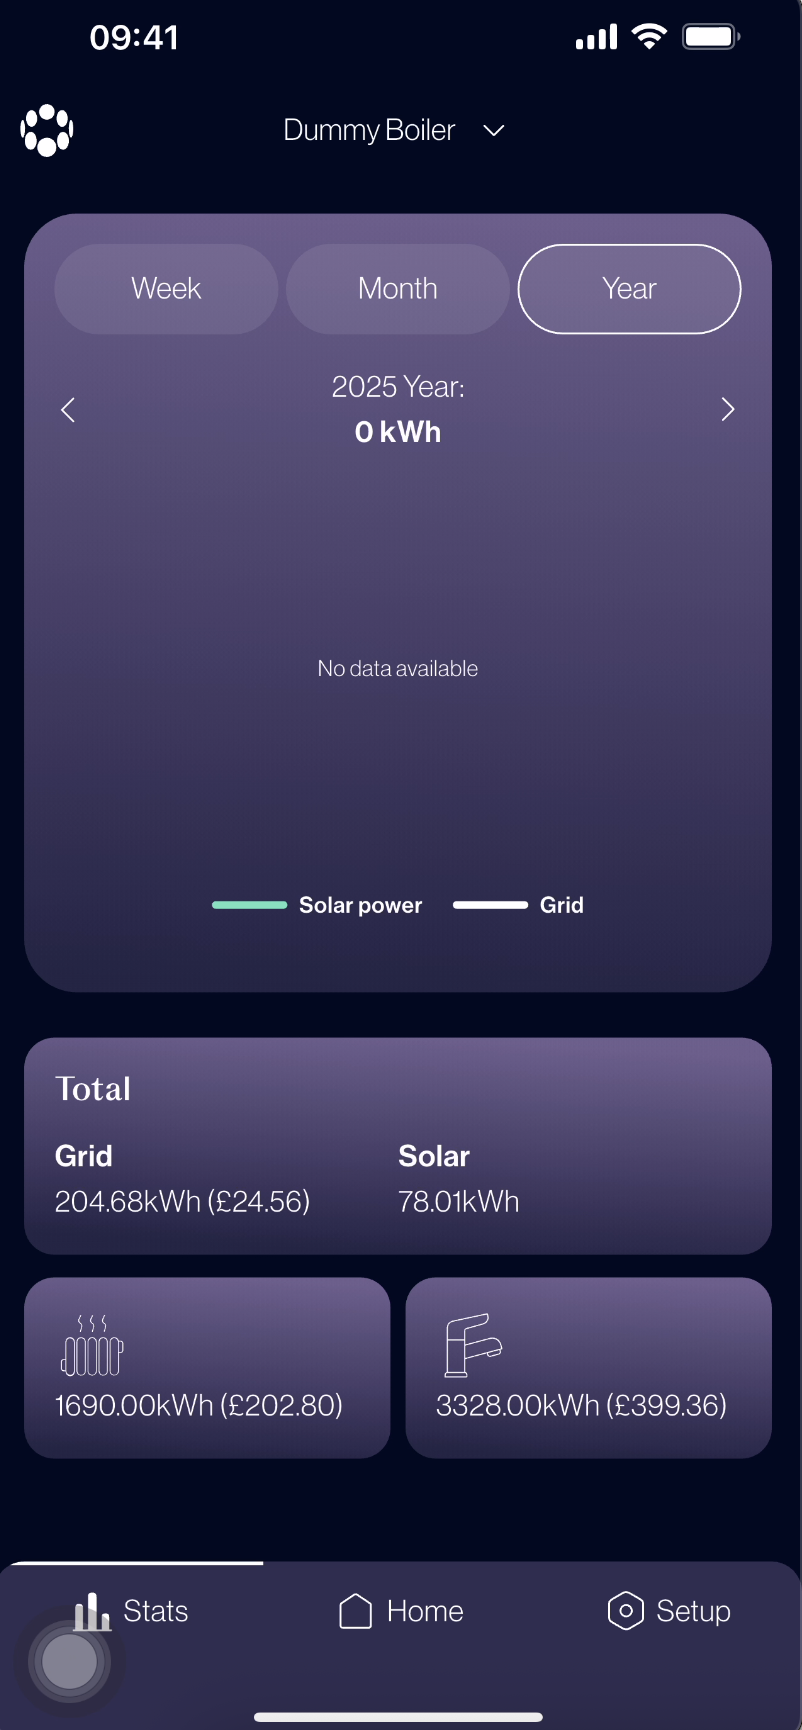 09:41
Dummy Boiler
Week Month Year
2025 Year:
0 kWh
No data available
Solar power Grid
Total
Grid Solar
204.68kWh (£24.56) 78.01kWh
1690.00kWh (£202.80) 3328.00kWh (£399.36)
Stats Home Setup